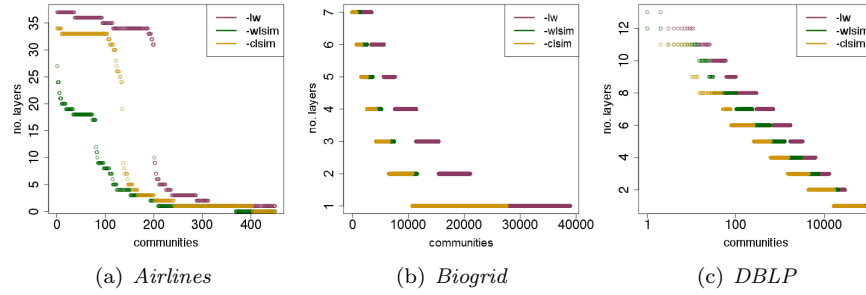 no. layers
35
30
25
20
15
10
5
0
0
100
200
300
400
communities
-lw
-wlsim
-clsim
(a) Airlines
no. layers
7
6
5
4
3
2
1
0
10000
20000
30000
40000
communities
-lw
-wlsim
-clsim
(b) Biogrid
no. layers
12
10
8
6
4
2
1
100
10000
communities
-lw
-wlsim
-clsim
(c) DBLP